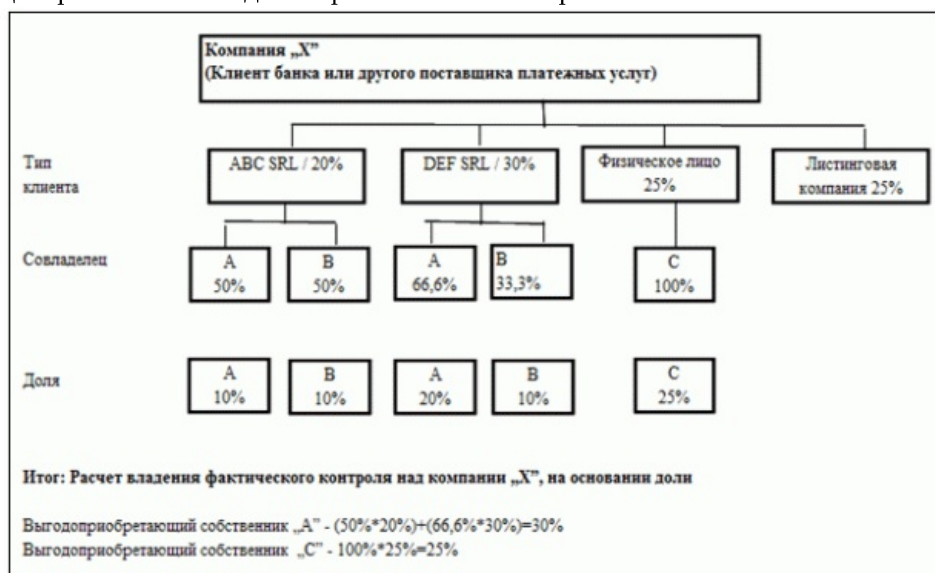 Компания „Х”
(Клиент банка или другого поставщика платежных услуг)
Тип
клиента
ABC SRL / 20%
DEF SRL / 30%
Физическое лицо
25%
Листинговая
компания 25%
Совладелец
A
50%
B
50%
A
66,6%
B
33,3%
C
100%
Доля
A
10%
B
10%
A
20%
B
10%
C
25%
Итог: Расчет владения фактического контроля над компании „Х”, на основании доли
Выгодоприобретающий собственник „А” - (50%*20%)+(66,6%*30%)=30%
Выгодоприобретающий собственник „С” - 100%*25%=25%